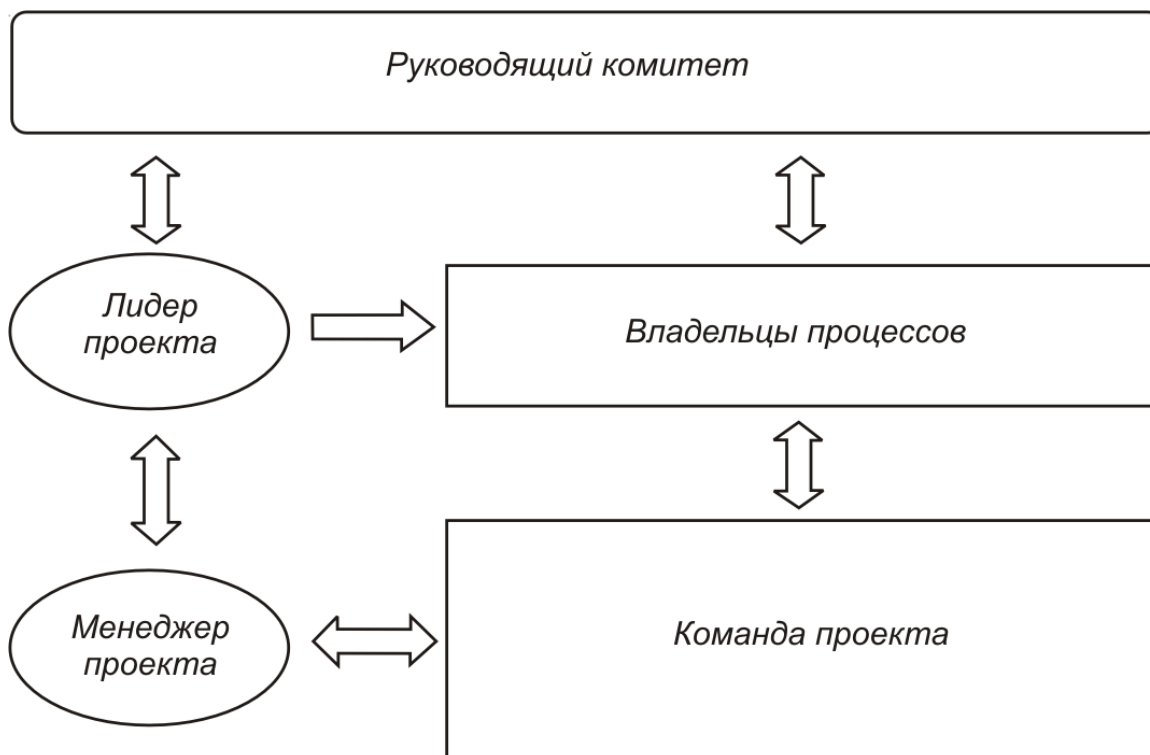 Руководящий комитет
Лидер
проекта
Владельцы процессов
Менеджер
проекта
Команда проекта